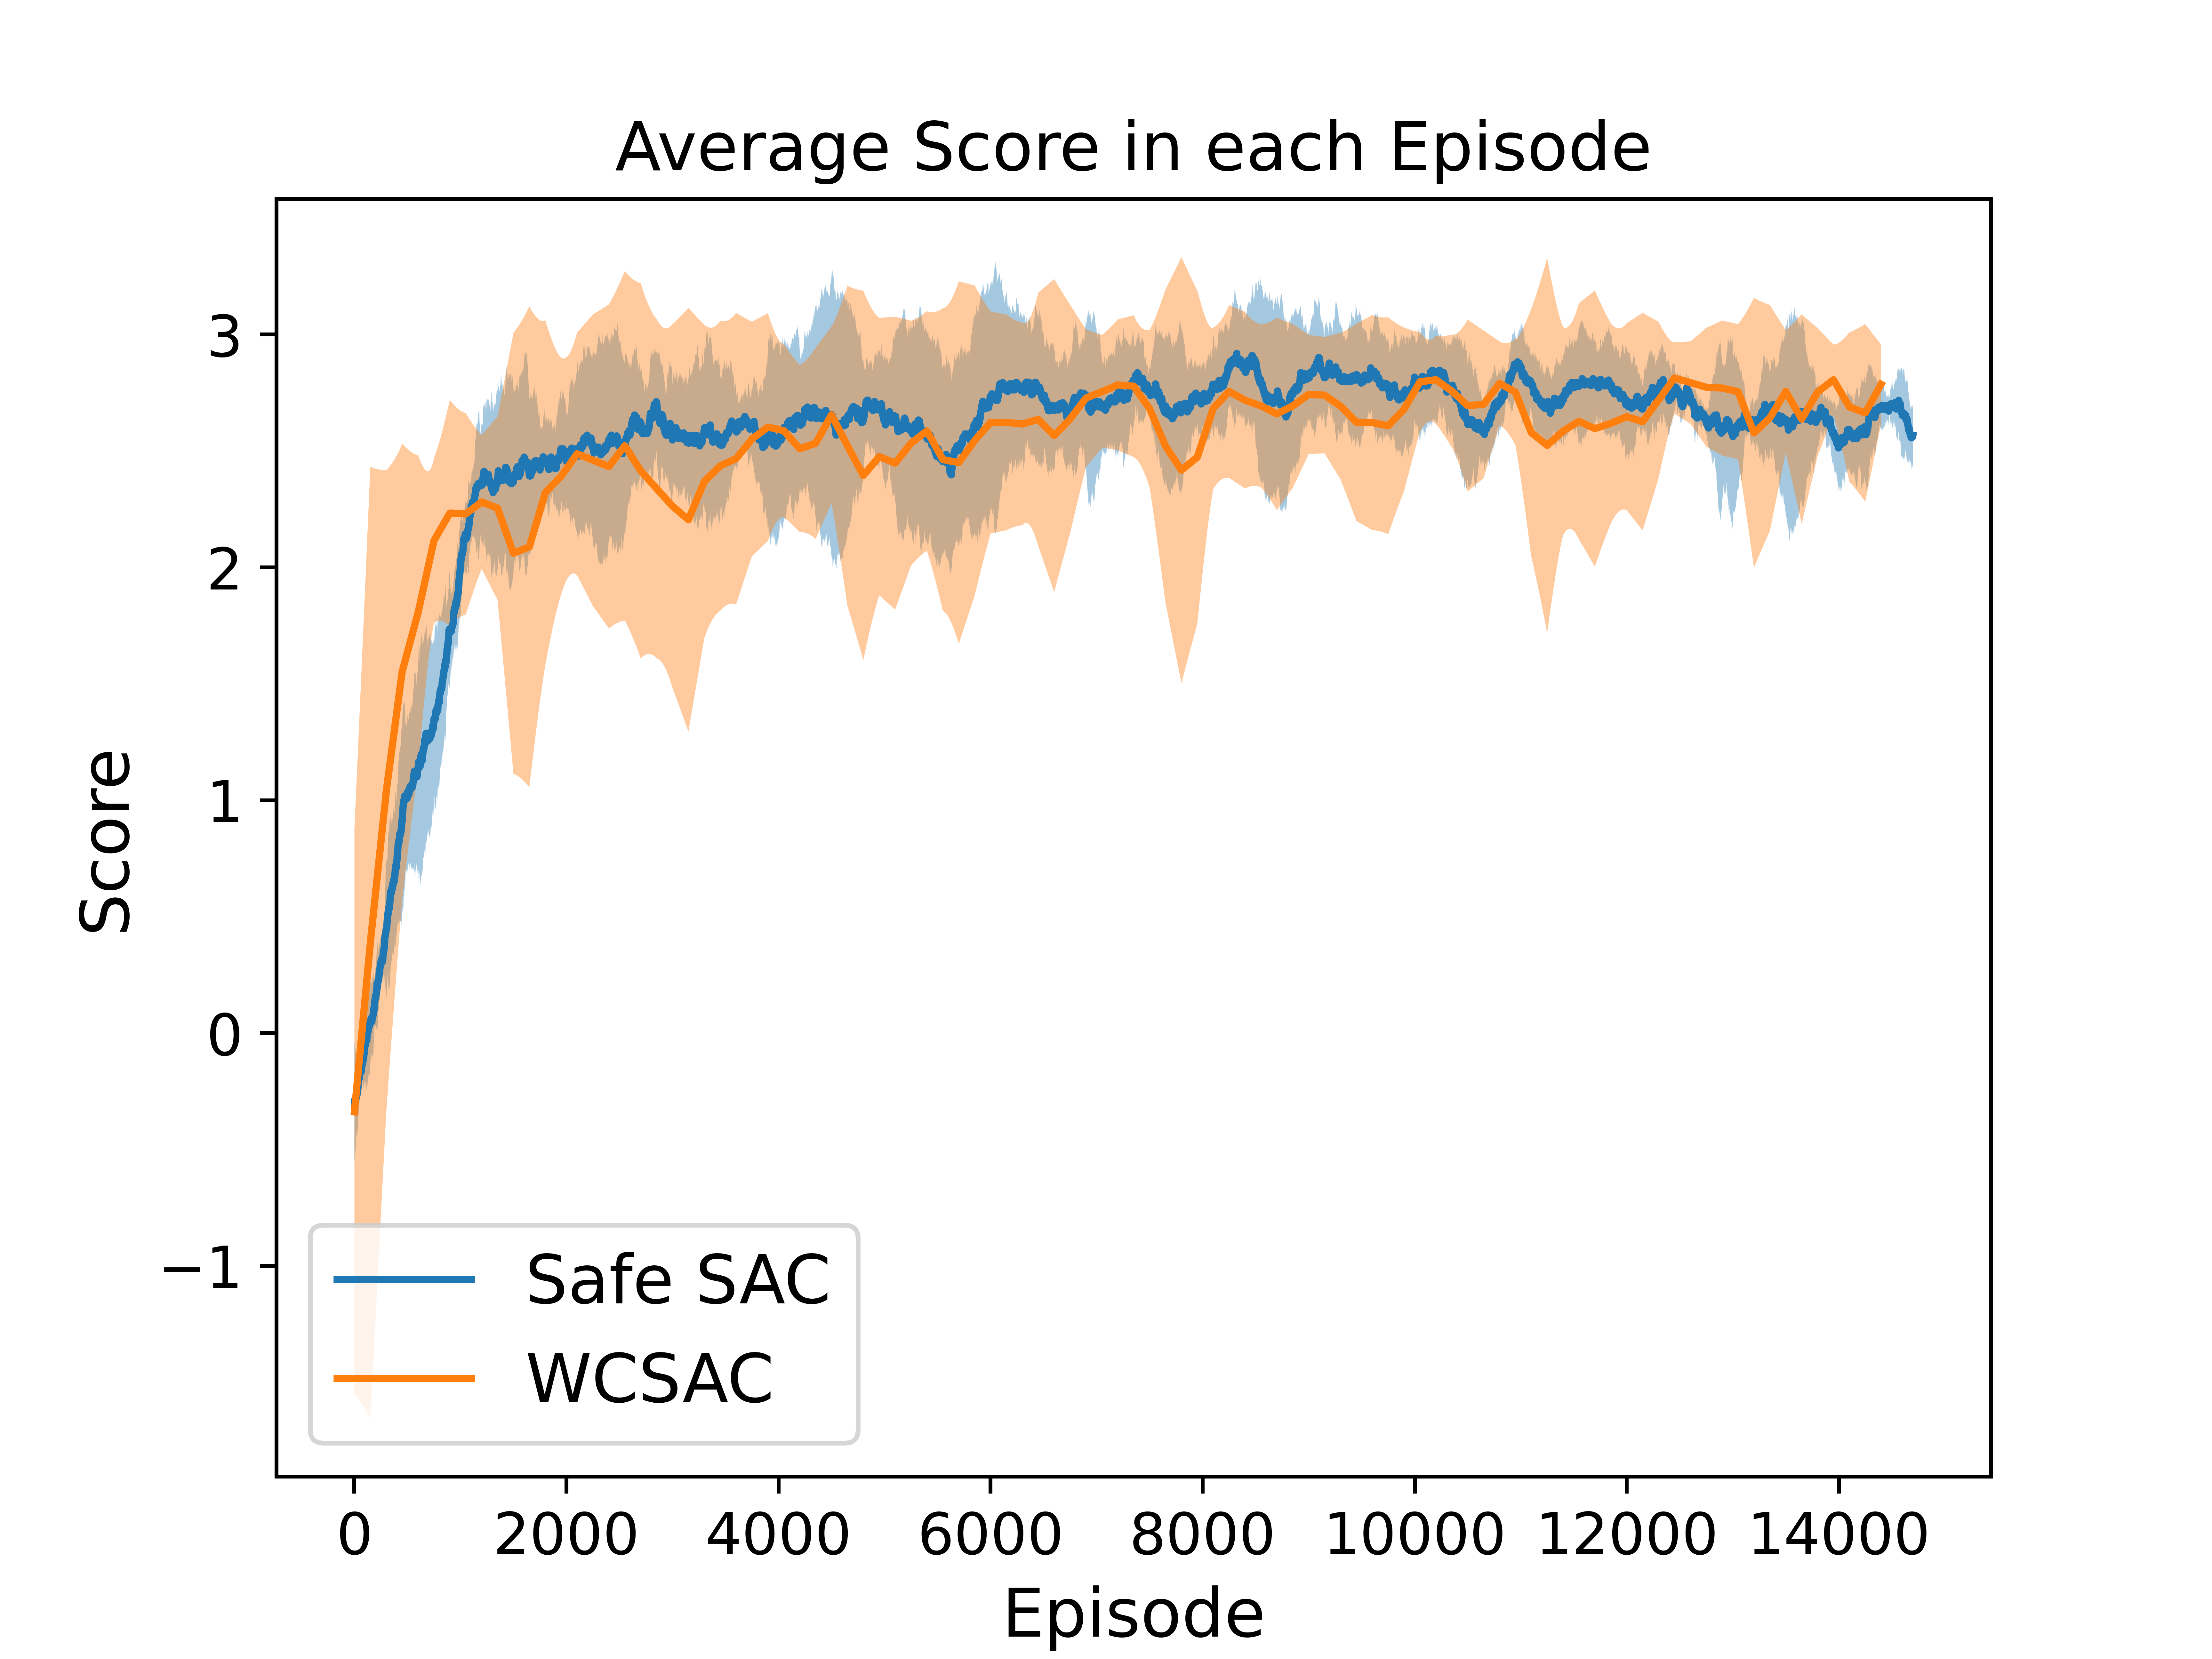 Average Score in each Episode
Score
3
2
1
0
−1
Safe SAC
WCSAC
0 2000 4000 6000 8000 10000 12000 14000
Episode